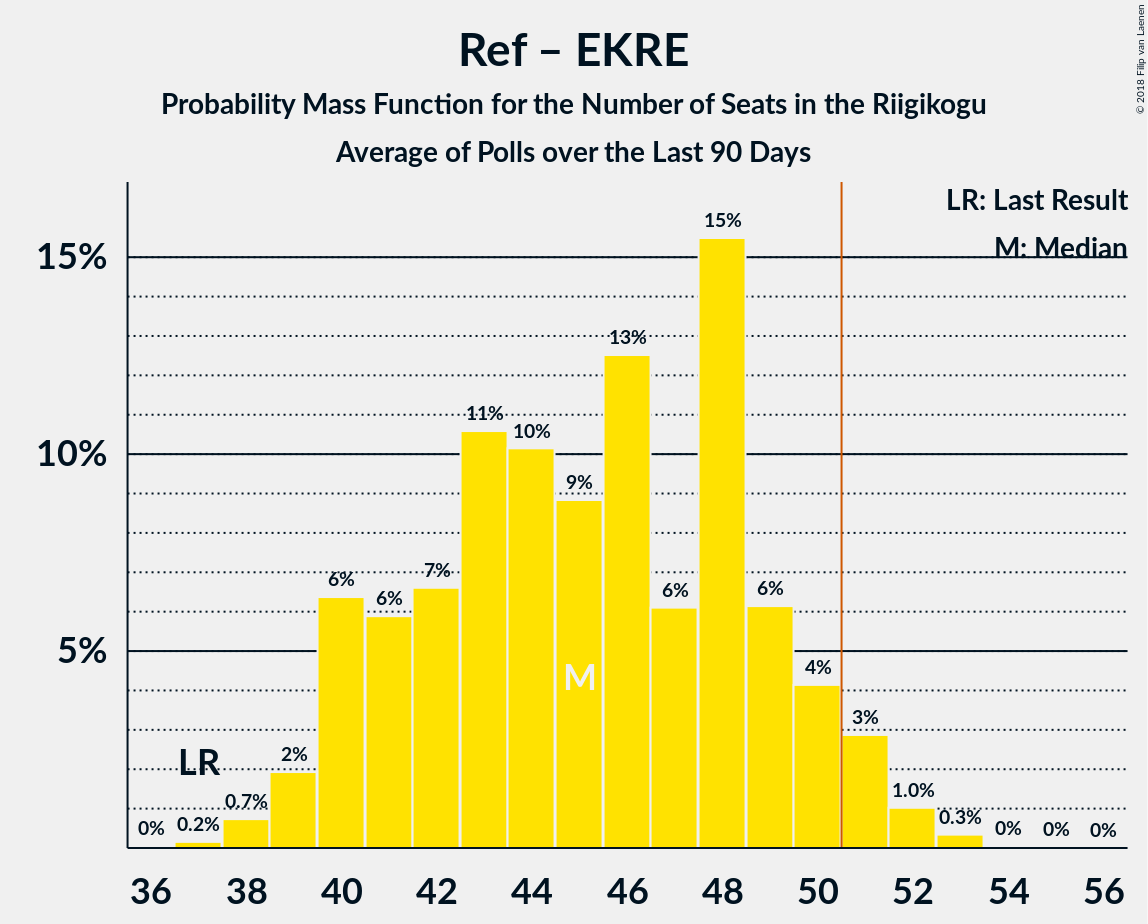 Ref – EKRE
Probability Mass Function for the Number of Seats in the Riigikogu
Average of Polls over the Last 90 Days
© 2018 Filip van Laenen
LR: Last Result
M: Median
15%
10%
5%
0%
0.2%
0.7%
2%
6%
6%
7%
11%
10%
9%
13%
6%
15%
6%
4%
3%
1.0%
0.3%
0%
0%
0%
LR
M
36 38 40 42 44 46 48 50 52 54 56